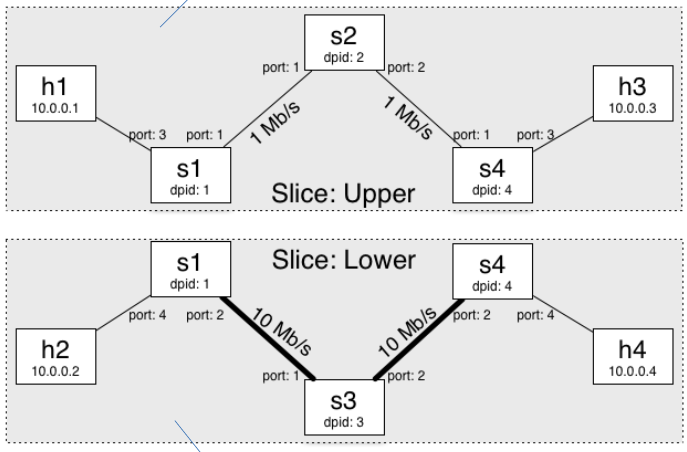 s2
dpid: 2
port: 1
port: 2
h1
10.0.0.1
h3
10.0.0.3
1 Mb/s
1 Mb/s
port: 3
port: 1
port: 1
port: 3
s1
dpid: 1
s4
dpid: 4
Slice: Upper
s1
dpid: 1
Slice: Lower
s4
dpid: 4
port: 4
port: 2
10 Mb/s
10 Mb/s
port: 2
port: 4
h2
10.0.0.2
h4
10.0.0.4
port: 1
port: 2
s3
dpid: 3